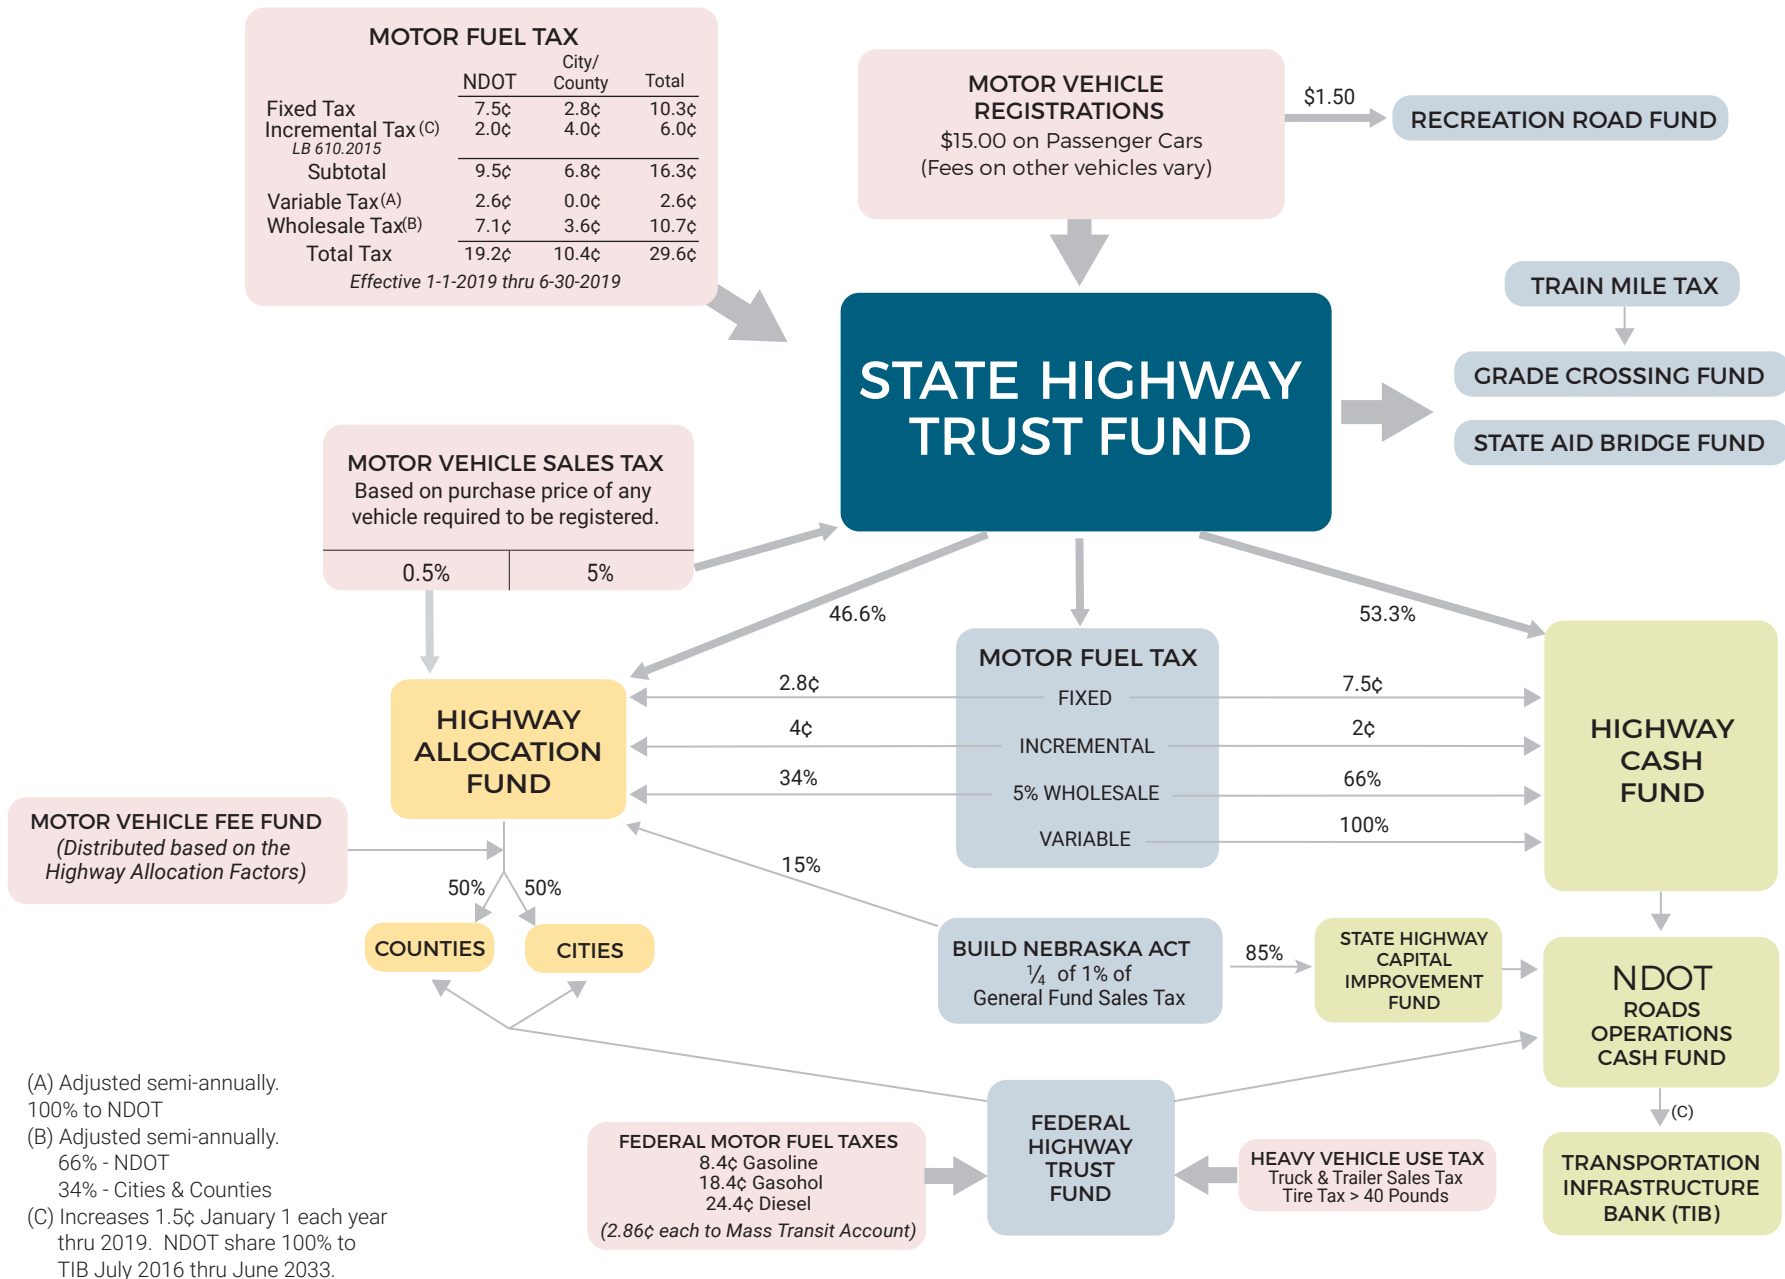 MOTOR FUEL TAX
NDOT City/ County Total
Fixed Tax 7.5¢ 2.8¢ 10.3¢
Incremental Tax (C) 2.0¢ 4.0¢ 6.0¢
LB 610.2015
Subtotal 9.5¢ 6.8¢ 16.3¢
Variable Tax (A) 2.6¢ 0.0¢ 2.6¢
Wholesale Tax (B) 7.1¢ 3.6¢ 10.7¢
Total Tax 19.2¢ 10.4¢ 29.6¢
Effective 1-1-2019 thru 6-30-2019
MOTOR VEHICLE
REGISTRATIONS
$15.00 on Passenger Cars
(Fees on other vehicles vary)
$1.50
RECREATION ROAD FUND
TRAIN MILE TAX
GRADE CROSSING FUND
STATE AID BRIDGE FUND
STATE HIGHWAY
TRUST FUND
MOTOR VEHICLE SALES TAX
Based on purchase price of any
vehicle required to be registered.
0.5% 5%
46.6%
53.3%
MOTOR FUEL TAX
2.8¢ FIXED 7.5¢
4¢ INCREMENTAL 2¢
34% 5% WHOLESALE 66%
VARIABLE 100%
HIGHWAY
ALLOCATION
FUND
HIGHWAY
CASH
FUND
MOTOR VEHICLE FEE FUND
(Distributed based on the
Highway Allocation Factors)
50% 50%
COUNTIES
CITIES
15%
BUILD NEBRASKA ACT
1/4 of 1% of
General Fund Sales Tax
85%
STATE HIGHWAY
CAPITAL
IMPROVEMENT
FUND
NDOT
ROADS
OPERATIONS
CASH FUND
(C)
TRANSPORTATION
INFRASTRUCTURE
BANK (TIB)
FEDERAL
HIGHWAY
TRUST
FUND
FEDERAL MOTOR FUEL TAXES
8.4¢ Gasoline
18.4¢ Gasohol
24.4¢ Diesel
(2.86¢ each to Mass Transit Account)
HEAVY VEHICLE USE TAX
Truck & Trailer Sales Tax
Tire Tax > 40 Pounds
(A) Adjusted semi-annually.
100% to NDOT
(B) Adjusted semi-annually.
66% - NDOT
34% - Cities & Counties
(C) Increases 1.5¢ January 1 each year
thru 2019. NDOT share 100% to
TIB July 2016 thru June 2033.